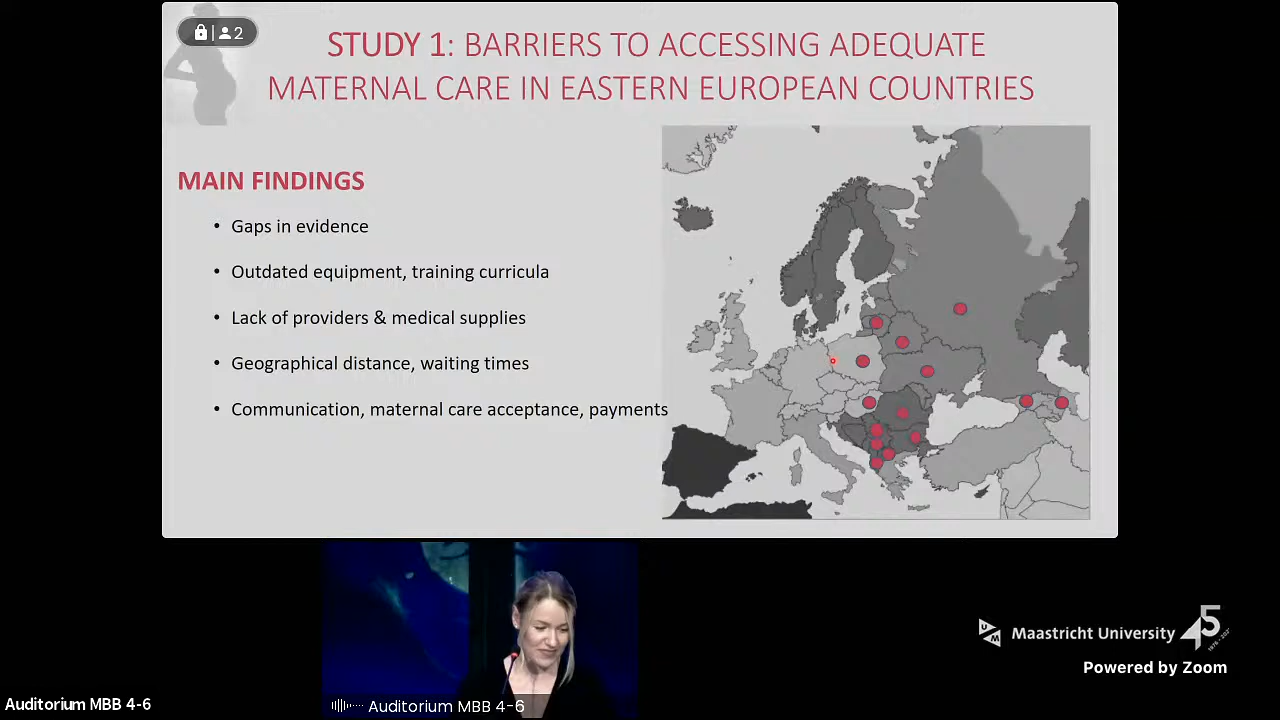 2
STUDY 1: BARRIERS TO ACCESSING ADEQUATE
MATERNAL CARE IN EASTERN EUROPEAN COUNTRIES
MAIN FINDINGS
• Gaps in evidence
• Outdated equipment, training curricula
• Lack of providers & medical supplies
• Geographical distance, waiting times
• Communication, maternal care acceptance, payments
UM
Maastricht University
45
Powered by Zoom
Auditorium MBB 4-6
Auditorium MBB 4-6